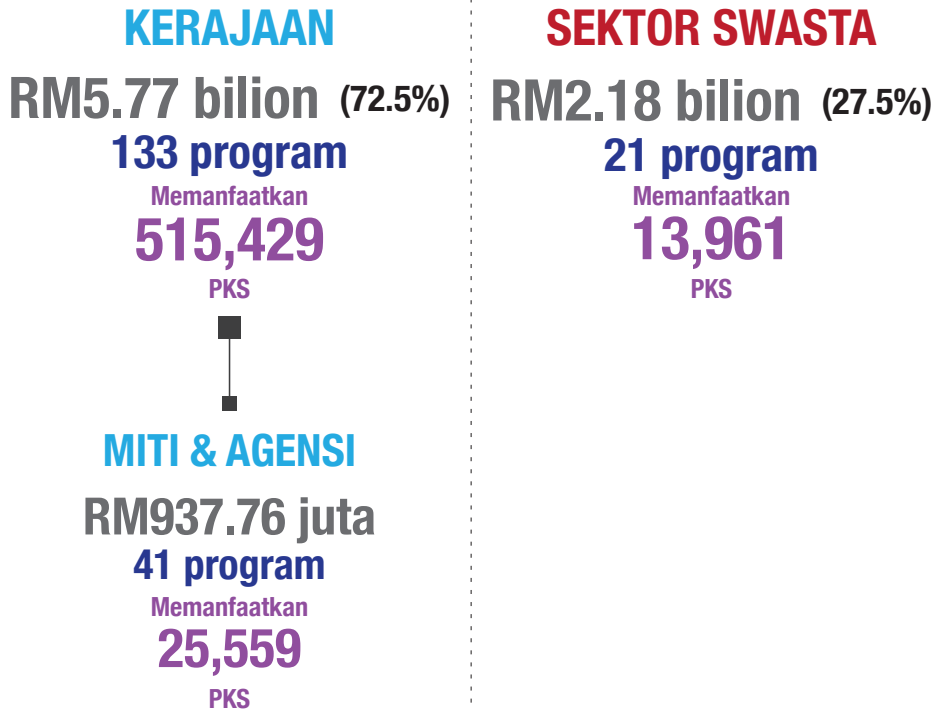 KERAJAAN
RM5.77 bilion (72.5%)
133 program
Memanfaatkan
515,429
PKS
MITI & AGENSI
RM937.76 juta
41 program
Memanfaatkan
25,559
PKS
SEKTOR SWASTA
RM2.18 bilion (27.5%)
21 program
Memanfaatkan
13,961
PKS